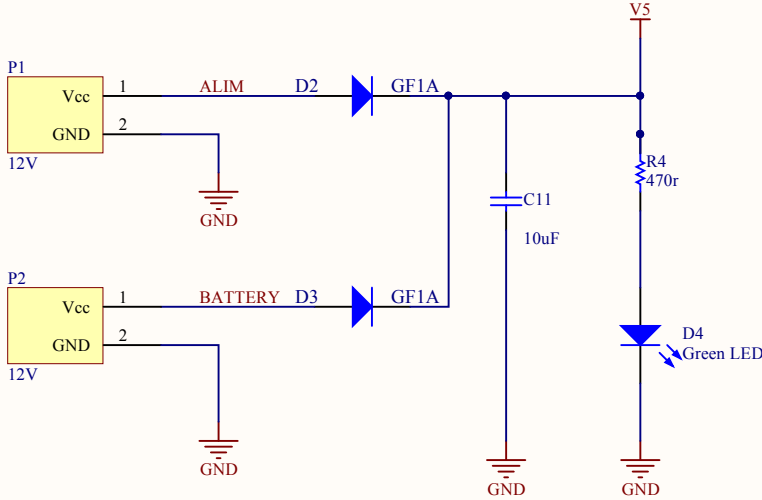 V5
P1
Vcc
1
ALIM
D2
GF1A
GND
2
12V
GND
R4
470r
C11
10uF
P2
Vcc
1
BATTERY
D3
GF1A
GND
2
12V
GND
D4
Green LED
GND
GND